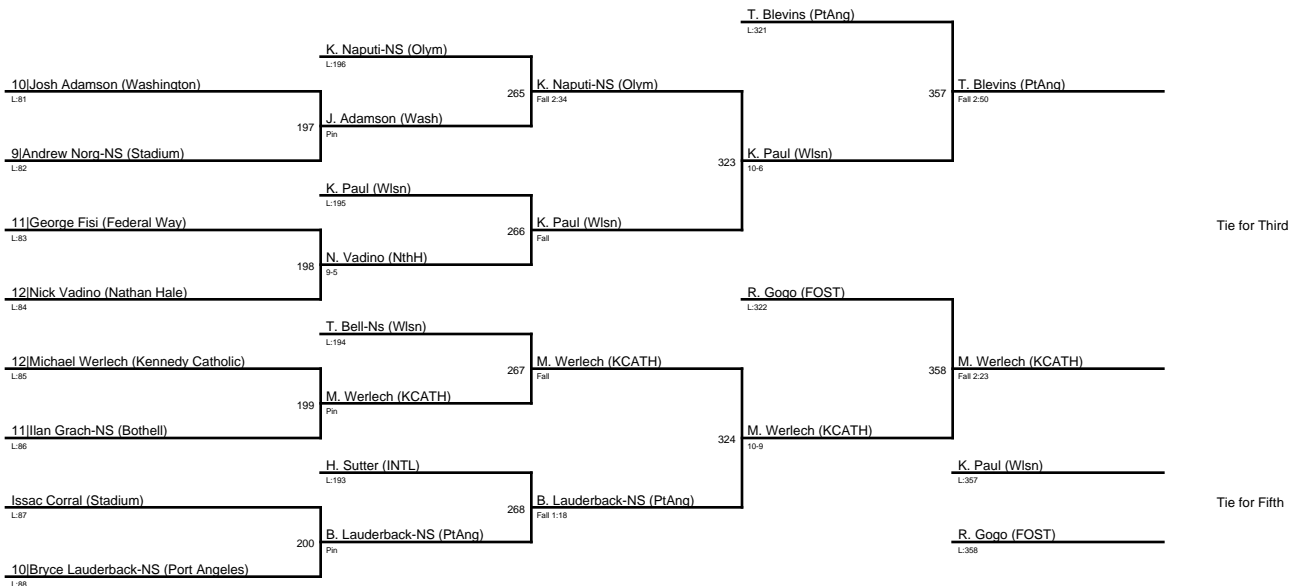 T. Blevins (PtAng)
L:321
K. Naputi-NS (Olym)
L:196
10|Josh Adamson (Washington)
L:81
265
K. Naputi-NS (Olym)
Fall 2:34
357
T. Blevins (PtAng)
Fall 2:50
197
J. Adamson (Wash)
Pin
9|Andrew Norg-NS (Stadium)
L:82
323
K. Paul (Wlsn)
10-6
K. Paul (Wlsn)
L:195
11|George Fisi (Federal Way)
L:83
266
K. Paul (Wlsn)
Fall
Tie for Third
198
N. Vadino (NthH)
9-5
12|Nick Vadino (Nathan Hale)
L:84
R. Gogo (FOST)
L:322
T. Bell-Ns (Wlsn)
L:194
12|Michael Werlech (Kennedy Catholic)
L:85
267
M. Werlech (KCATH)
Fall
358
M. Werlech (KCATH)
Fall 2:23
199
M. Werlech (KCATH)
Pin
11|Ilan Grach-NS (Bothell)
L:86
324
M. Werlech (KCATH)
10-9
H. Sutter (INTL)
L:193
K. Paul (Wlsn)
L:357
Issac Corral (Stadium)
L:87
268
B. Lauderback-NS (PtAng)
Fall 1:18
Tie for Fifth
200
B. Lauderback-NS (PtAng)
Pin
R. Gogo (FOST)
L:358
10|Bryce Lauderback-NS (Port Angeles)
L:88